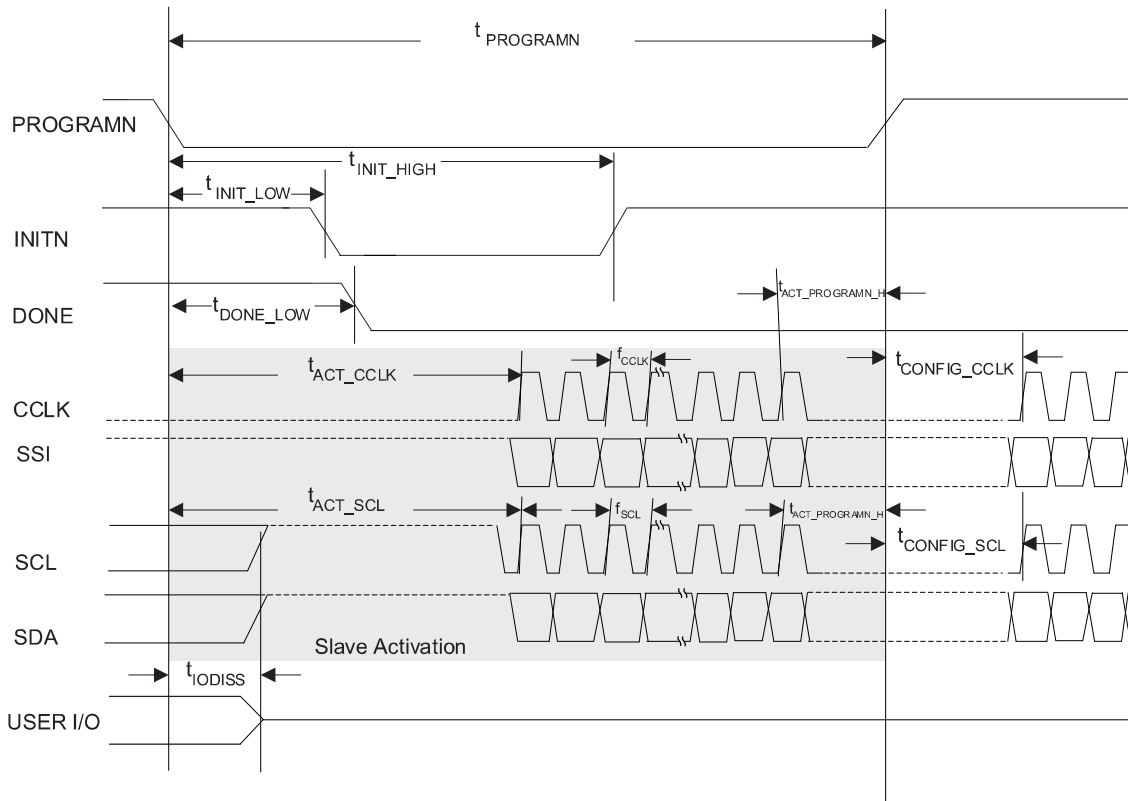 t PROGRAMN
PROGRAMN
t INIT_HIGH
t INIT_LOW
INITN
t ACT_PROGRAMN_H
DONE
t DONE_LOW
f CCLK
t ACT_CCLK
t CONFIG_CCLK
CCLK
SSI
t ACT_SCL
f SCL
t ACT_PROGRAMN_H
t CONFIG_SCL
SCL
SDA
Slave Activation
t IODISS
USER I/O